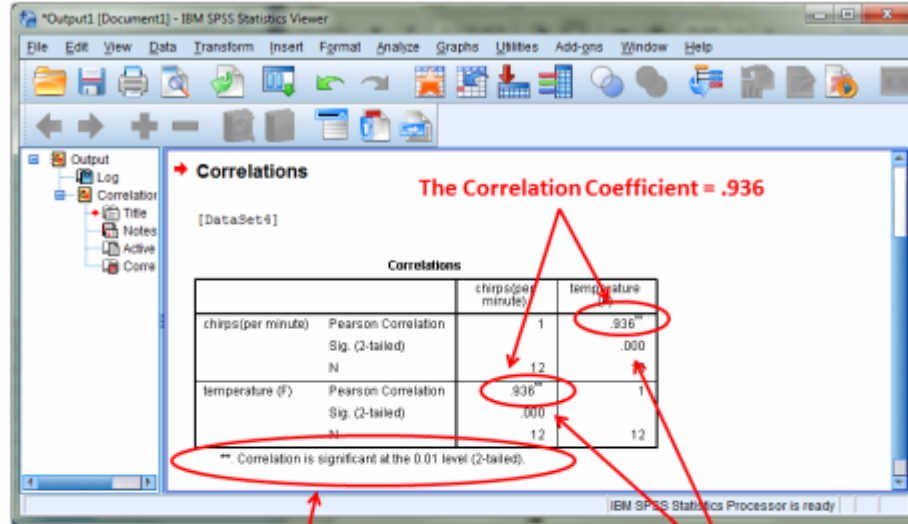 *Output1 [Document1] - IBM SPSS Statistics Viewer
File Edit View Data Transform Insert Format Analyze Graphs Utilities Add-ons Window Help
Output
Log
Correlation
Title
Notes
Active
Corre
Correlations
The Correlation Coefficient = .936
[DataSet4]
Correlations
chirps(per minute) temperature
chirps(per minute) Pearson Correlation 1 .936**
Sig. (2-tailed) .000
N 12
temperature (F) Pearson Correlation .936** 1
Sig. (2-tailed) .000
N 12 12
**. Correlation is significant at the 0.01 level (2-tailed).
IBM SPSS Statistics Processor is ready